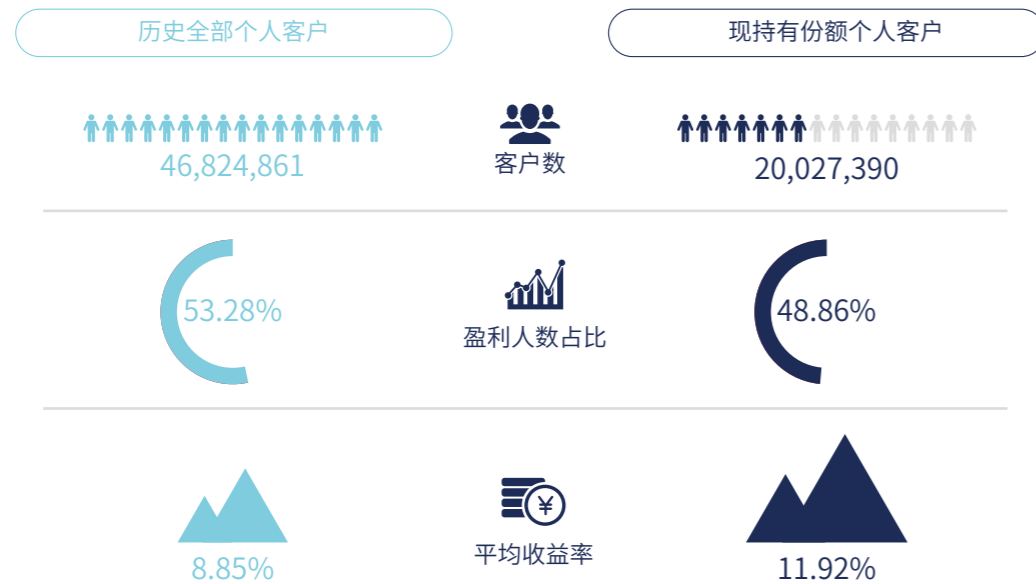 历史全部个人客户
现持有份额个人客户
46,824,861
客户数
20,027,390
53.28%
盈利人数占比
48.86%
¥
8.85%
平均收益率
11.92%